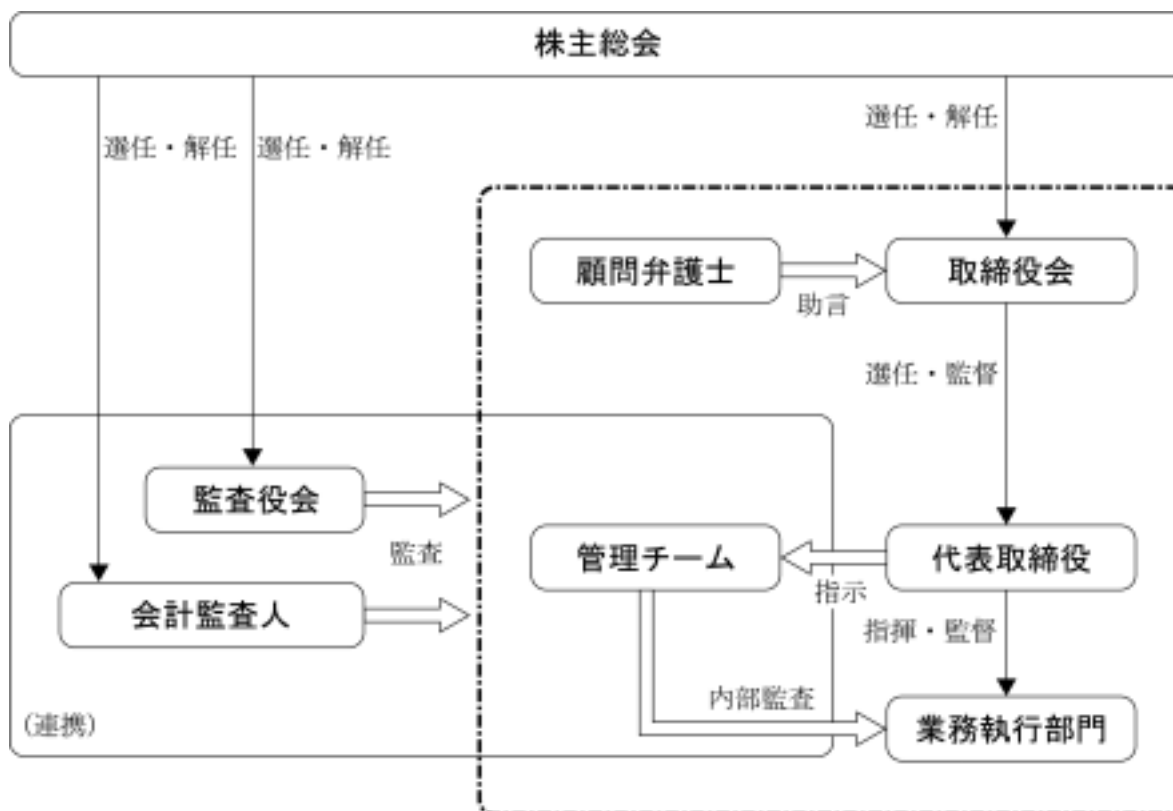 株主総会
選任・解任
選任・解任
選任・解任
顧問弁護士
取締役会
助言
選任・監督
監査役会
監査
管理チーム
代表取締役
指示
会計監査人
指揮・監督
内部監査
(連携)
業務執行部門